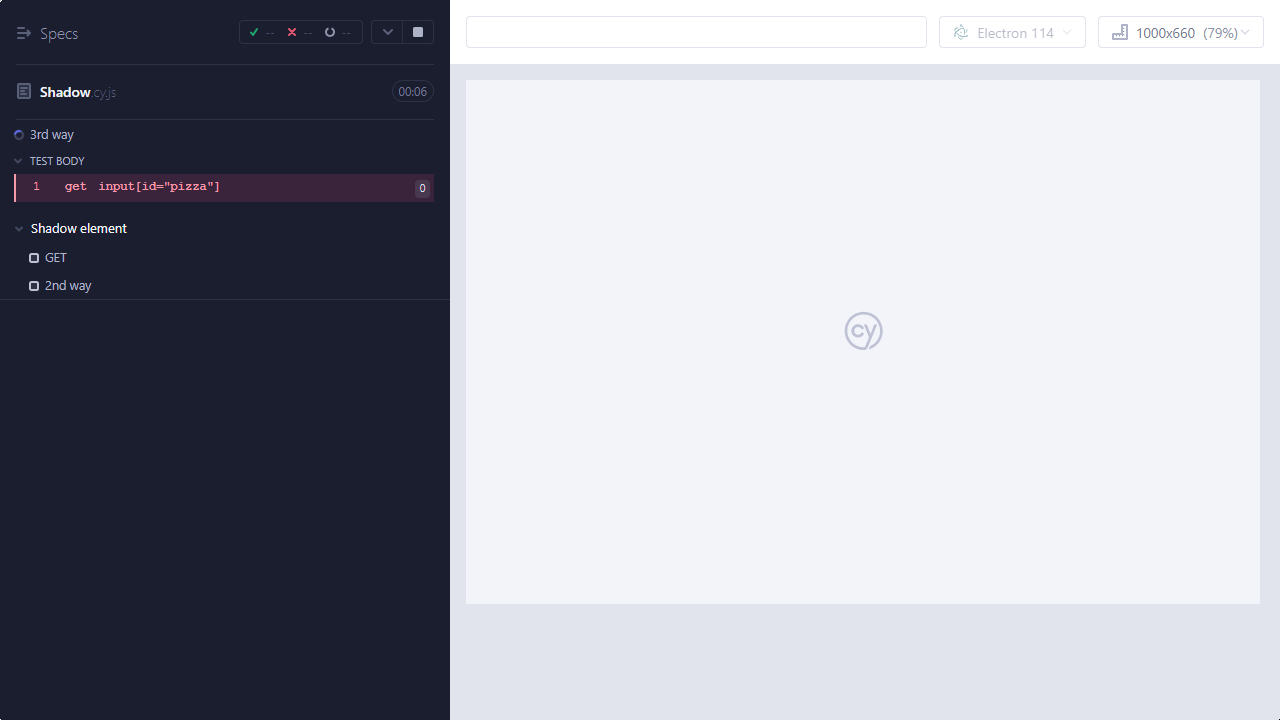 Specs
-- -- --
Electron 114
1000x660 (79%)
Shadow.cy.js
00:06
3rd way
TEST BODY
1 get input[id="pizza"] 0
Shadow element
GET
2nd way
cy